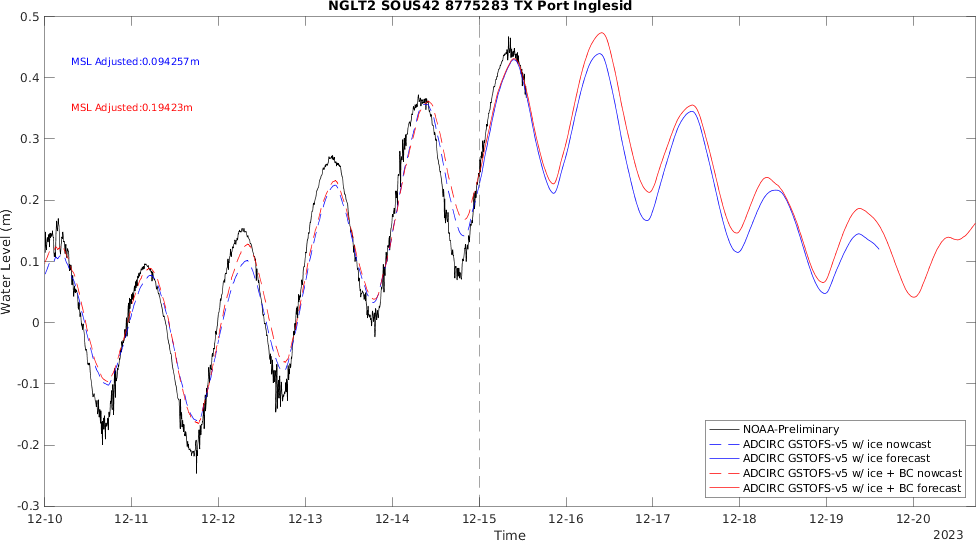 NGLT2 SOUS42 8775283 TX Port Inglesid
0.5
0.4
0.3
0.2
0.1
0
-0.1
-0.2
-0.3
Water Level (m)
MSL Adjusted:0.094257m
MSL Adjusted:0.19423m
NOAA-Preliminary
ADCIRC GSTOFS-v5 w/ ice nowcast
ADCIRC GSTOFS-v5 w/ ice forecast
ADCIRC GSTOFS-v5 w/ ice + BC nowcast
ADCIRC GSTOFS-v5 w/ ice + BC forecast
12-10 12-11 12-12 12-13 12-14 12-15 12-16 12-17 12-18 12-19 12-20
Time
2023